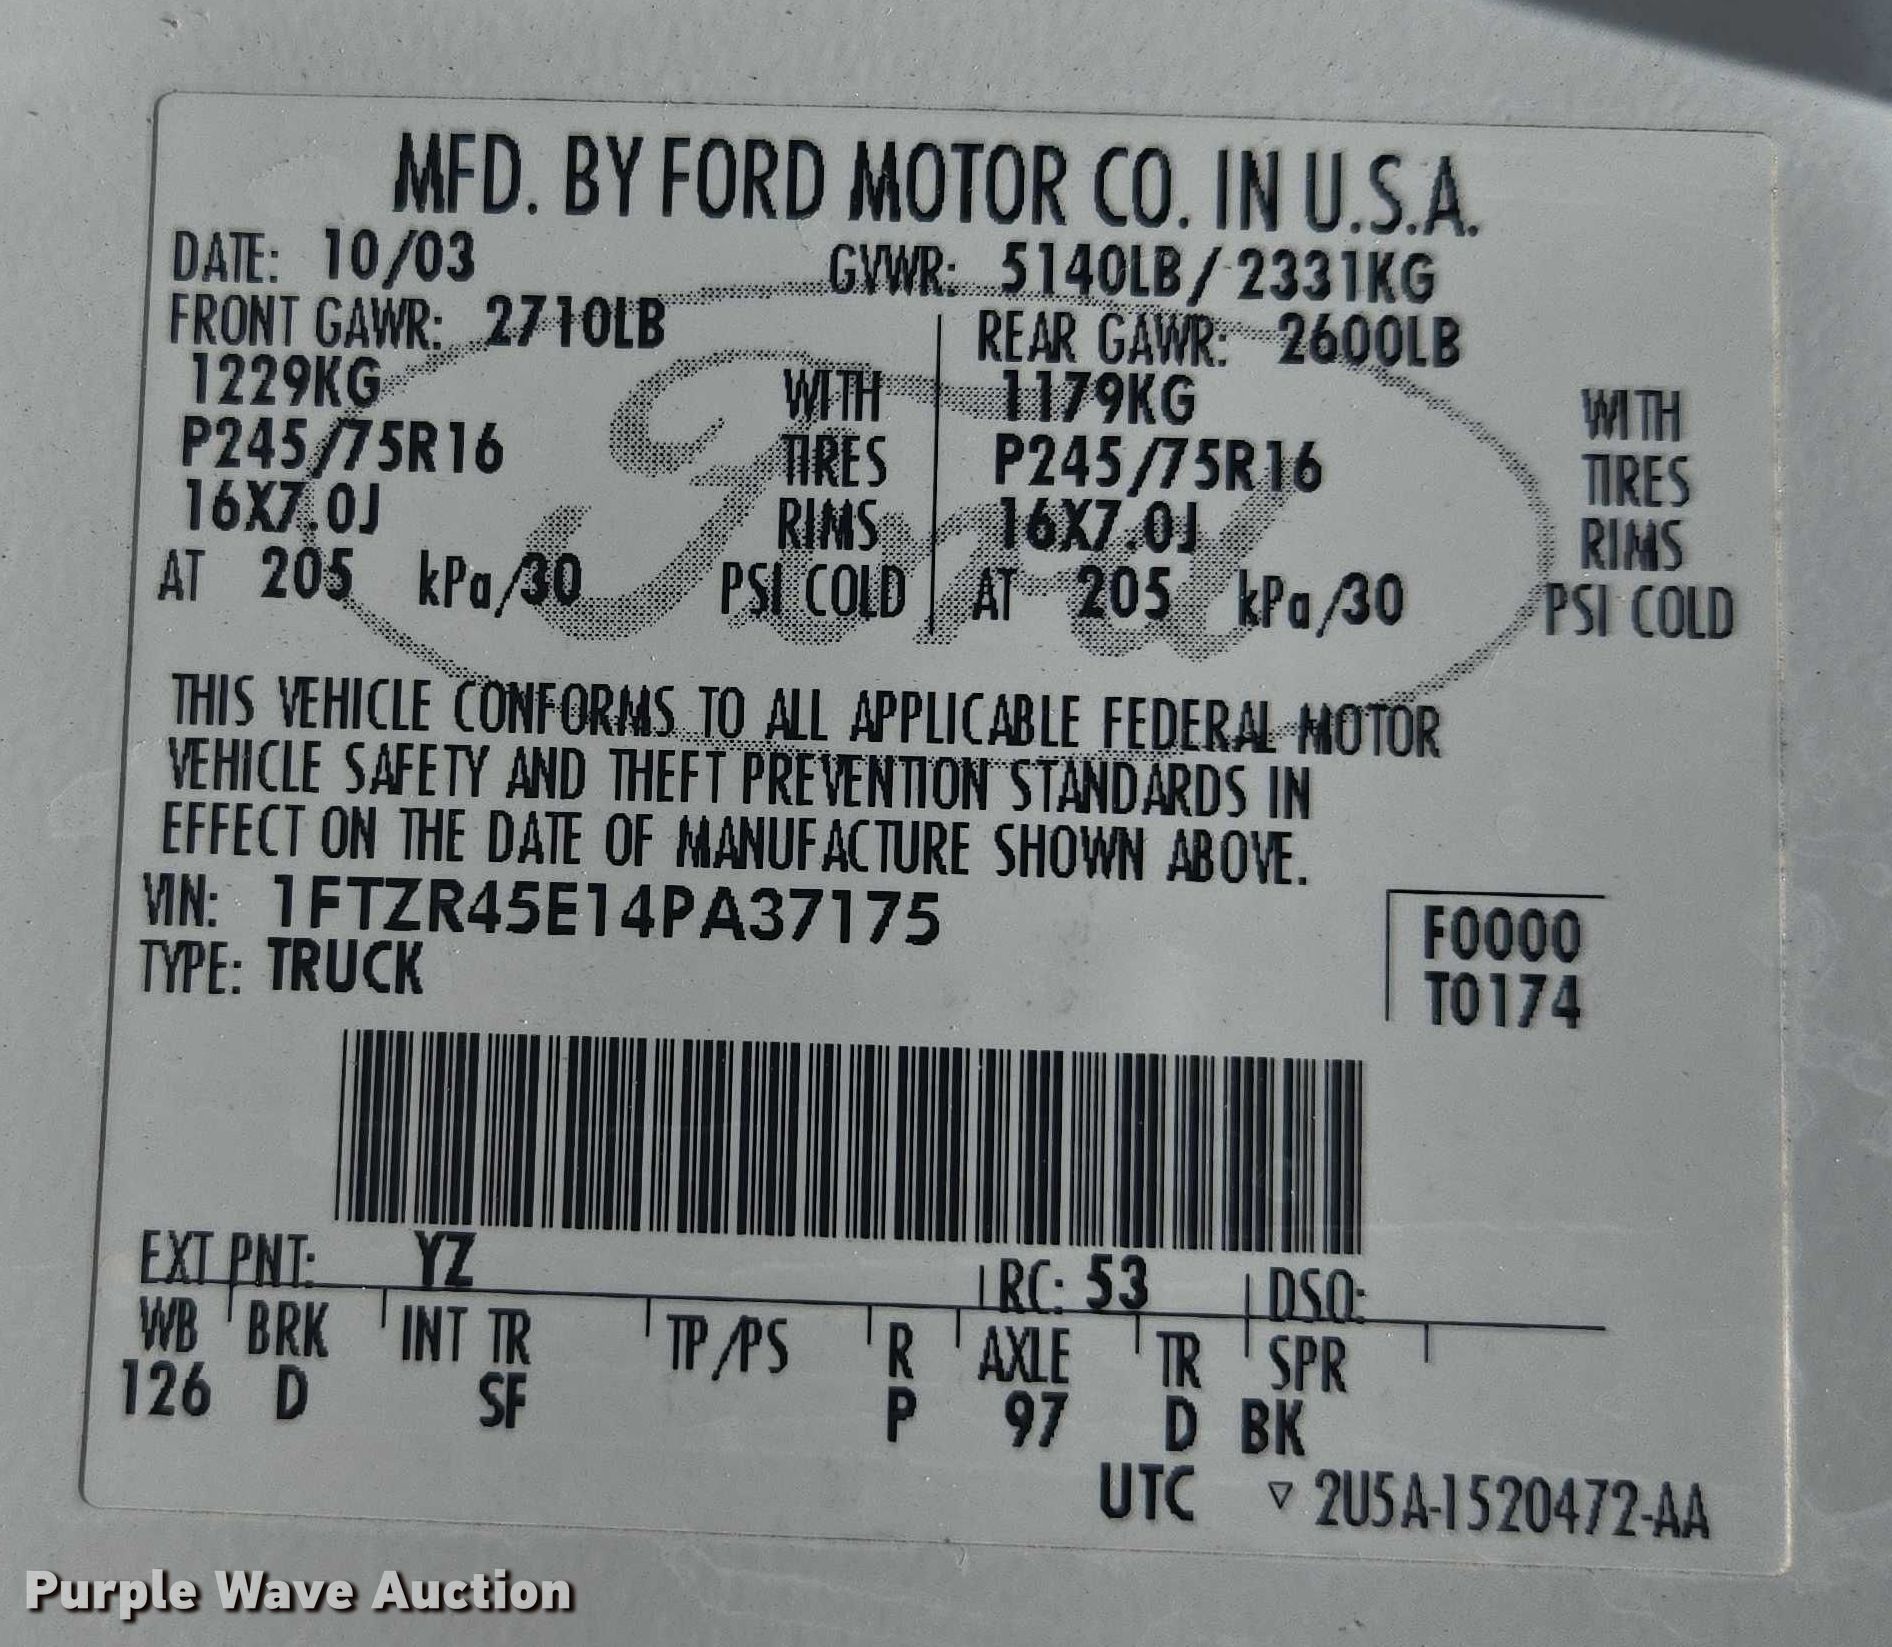 MFD. BY FORD MOTOR CO. IN U.S.A.
DATE: 10/03 GVWR: 5140LB/2331KG
FRONT GAWR: 2710LB REAR GAWR: 2600LB
1229KG WITH 1179KG WITH
P245/75R16 TIRES P245/75R16 TIRES
16X7.0J RIMS 16X7.0J RIMS
AT 205 kPa/30 PSI COLD AT 205 kPa/30 PSI COLD
Ford
THIS VEHICLE CONFORMS TO ALL APPLICABLE FEDERAL MOTOR
VEHICLE SAFETY AND THEFT PREVENTION STANDARDS IN
EFFECT ON THE DATE OF MANUFACTURE SHOWN ABOVE.
VIN: 1FTZR45E14PA37175 F0000
TYPE: TRUCK T0174
EXT PNT: YZ RC: 53 DSO:
WB BRK INT TR TP/PS R AXLE TR SPR
126 D SF P 97 D BK
UTC ▽ 2U5A-1520472-AA
Purple Wave Auction